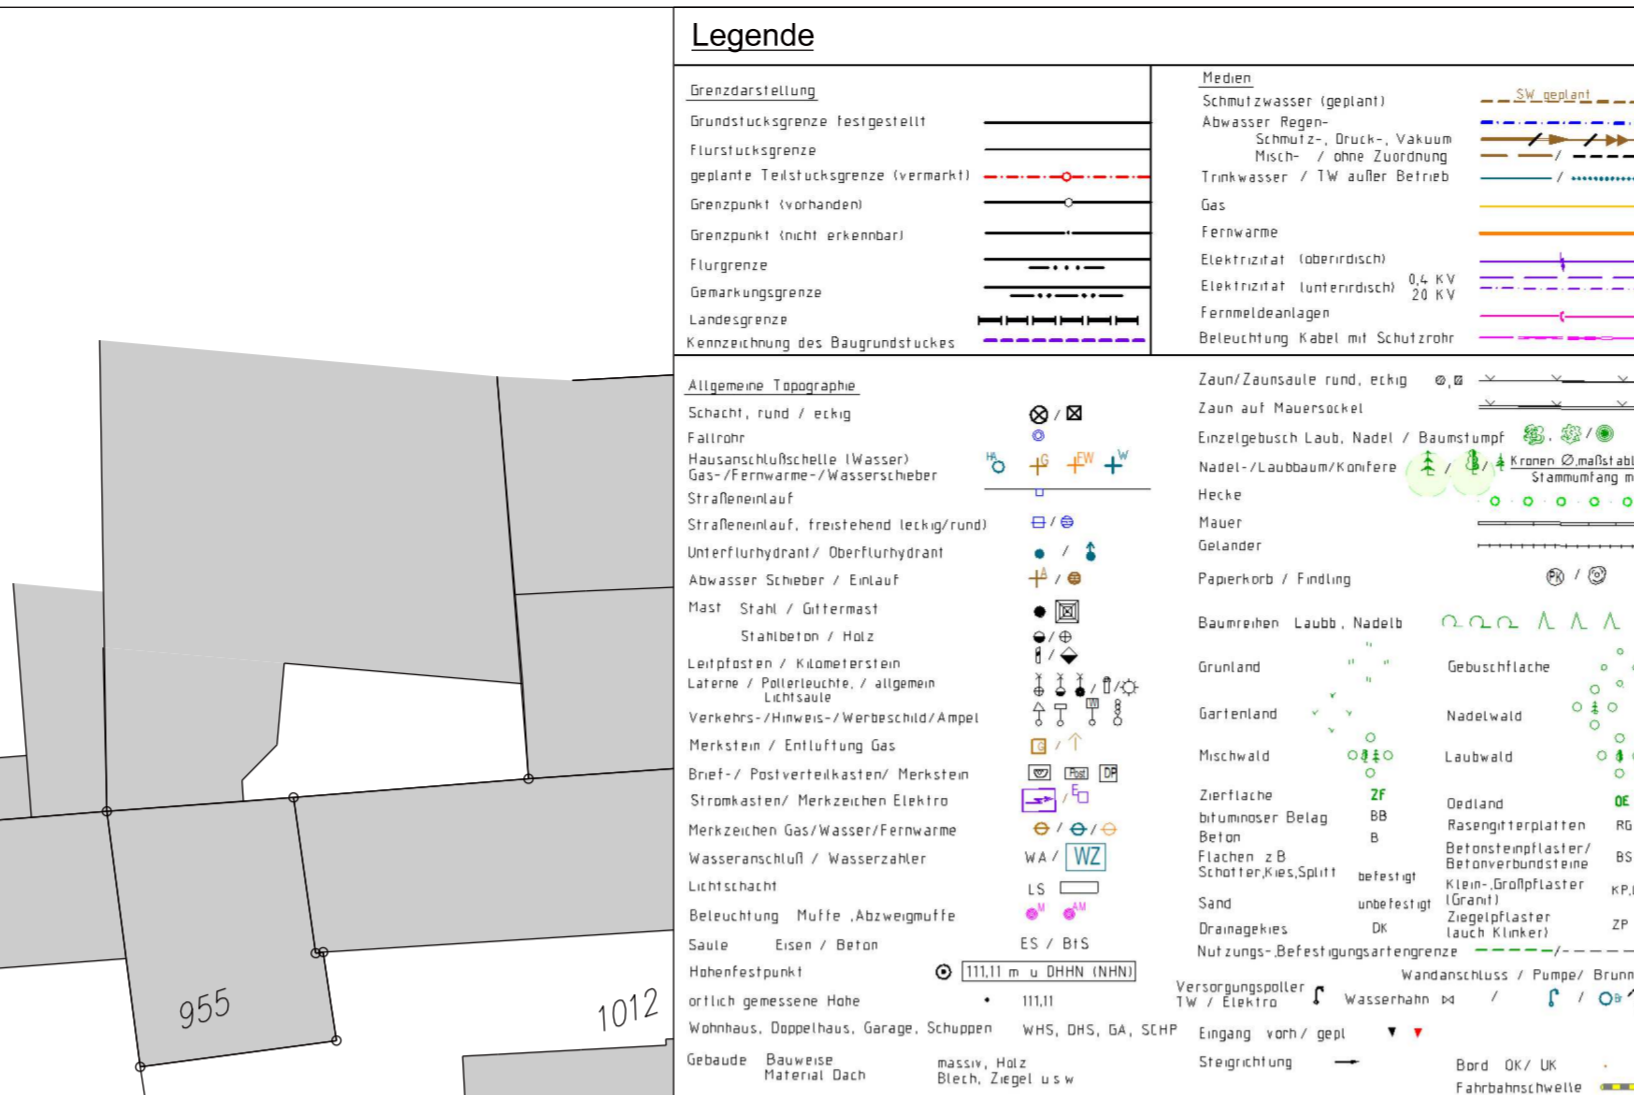 Legende
Grenzdarstellung
Grundstucksgrenze festgestellt
Flurstucksgrenze
geplante Teilstucksgrenze (vermarkt)
Grenzpunkt (vorhanden)
Grenzpunkt (nicht erkennbar)
Flurgrenze
Gemarkungsgrenze
Landesgrenze
Kennzeichnung des Baugrundstuckes
Medien
Schmutzwasser (geplant) SW geplant
Abwasser Regen-
Schmutz-, Druck-, Vakuum
Misch- / ohne Zuordnung /
Trinkwasser / TW außer Betrieb /
Gas
Fernwarme
Elektrizitat (oberirdisch)
Elektrizitat (unterirdisch) 0,4 KV
20 KV
Fernmeldeanlagen
Beleuchtung Kabel mit Schutzrohr
Allgemeine Topographie
Schacht, rund / eckig /
Fallrohr
Hausanschlußschelle (Wasser) HA G FW W
Gas-/Fernwarme-/Wasserschieber
Straßeneinlauf
Straßeneinlauf, freistehend (eckig/rund) /
Unterflurhydrant/ Oberflurhydrant /
Abwasser Schieber / Einlauf A /
Mast Stahl / Gittermast
Stahlbeton / Holz /
Leitpfosten / Kilometerstein /
Laterne / Pollerleuchte, / allgemein / /
Lichtsaule
Verkehrs-/Hinweis-/Werbeschild/Ampel W
Merkstein / Entluftung Gas G /
Brief-/ Postverteilkasten/ Merkstein Post DP
Stromkasten/ Merkzeichen Elektro / E
Merkzeichen Gas/Wasser/Fernwarme / /
Wasseranschluß / Wasserzahler WA / WZ
Lichtschacht LS
Beleuchtung Muffe ,Abzweigmuffe M AM
Saule Eisen / Beton ES / BtS
Hohenfestpunkt 111,11 m u DHHN (NHN)
ortlich gemessene Hohe 111,11
Wohnhaus, Doppelhaus, Garage, Schuppen WHS, DHS, GA, SCHP
Gebaude Bauweise massiv, Holz
Material Dach Blech, Ziegel u s w
Zaun/Zaunsaule rund, eckig ,
Zaun auf Mauersockel
Einzelgebusch Laub, Nadel / Baumstumpf , /
Nadel-/Laubbaum/Konifere / / Kronen Ø,maßstabl
Stammumfang m
Hecke
Mauer
Gelander
Papierkorb / Findling PK /
Baumreihen Laubb, Nadelb
Grunland Gebuschflache
Gartenland Nadelwald
Mischwald Laubwald
Zierflache ZF Oedland OE
bituminoser Belag BB Rasengitterplatten RG
Beton B Betonsteinpflaster/
Betonverbundsteine BS
Flachen z B
Schotter,Kies,Splitt befestigt Klein-,Großpflaster
(Granit) KP,
Sand unbefestigt Ziegelpflaster
(auch Klinker) ZP
Drainagekies DK
Nutzungs-,Befestigungsartengrenze /
Wandanschluss / Pumpe/ Brunn
Versorgungspoller
TW / Elektro Wasserhahn / / Br
Eingang vorh/ gepl
Steigrichtung
Bord OK/ UK
Fahrbahnschwelle
955
1012